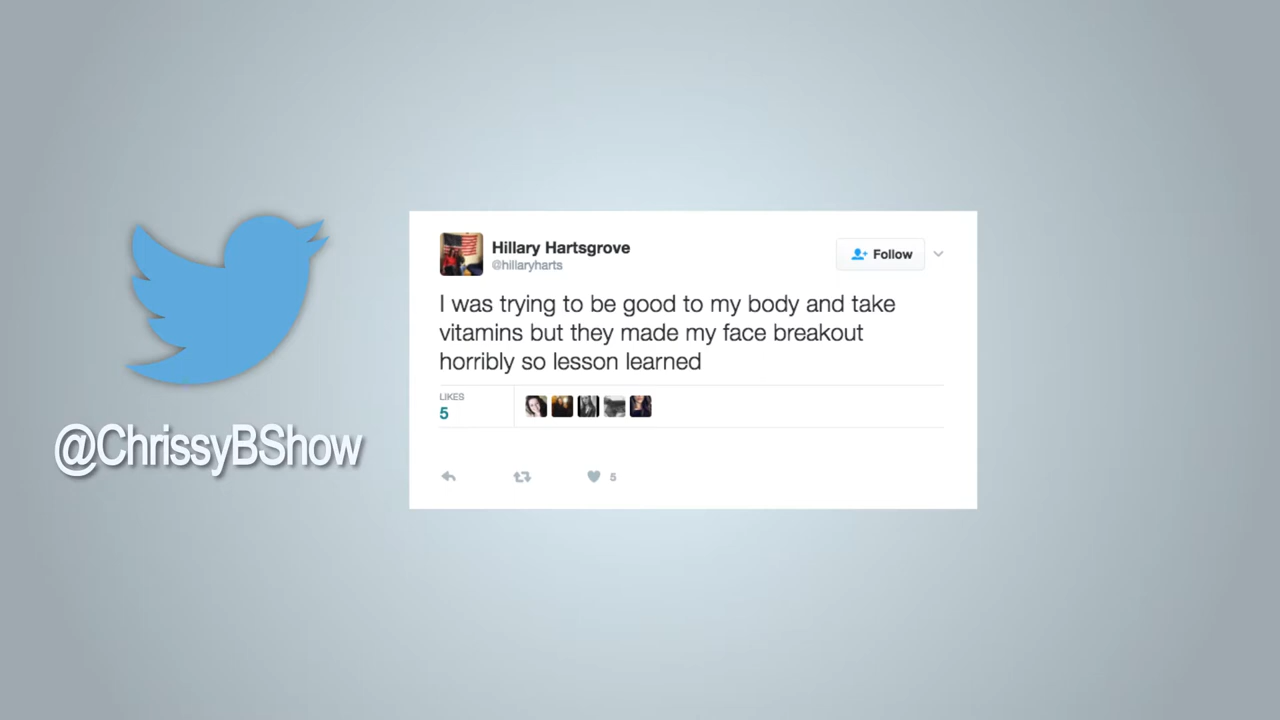 Hillary Hartsgrove
@hillaryharts
Follow
I was trying to be good to my body and take
vitamins but they made my face breakout
horribly so lesson learned
LIKES
5
5
@ChrissyBShow